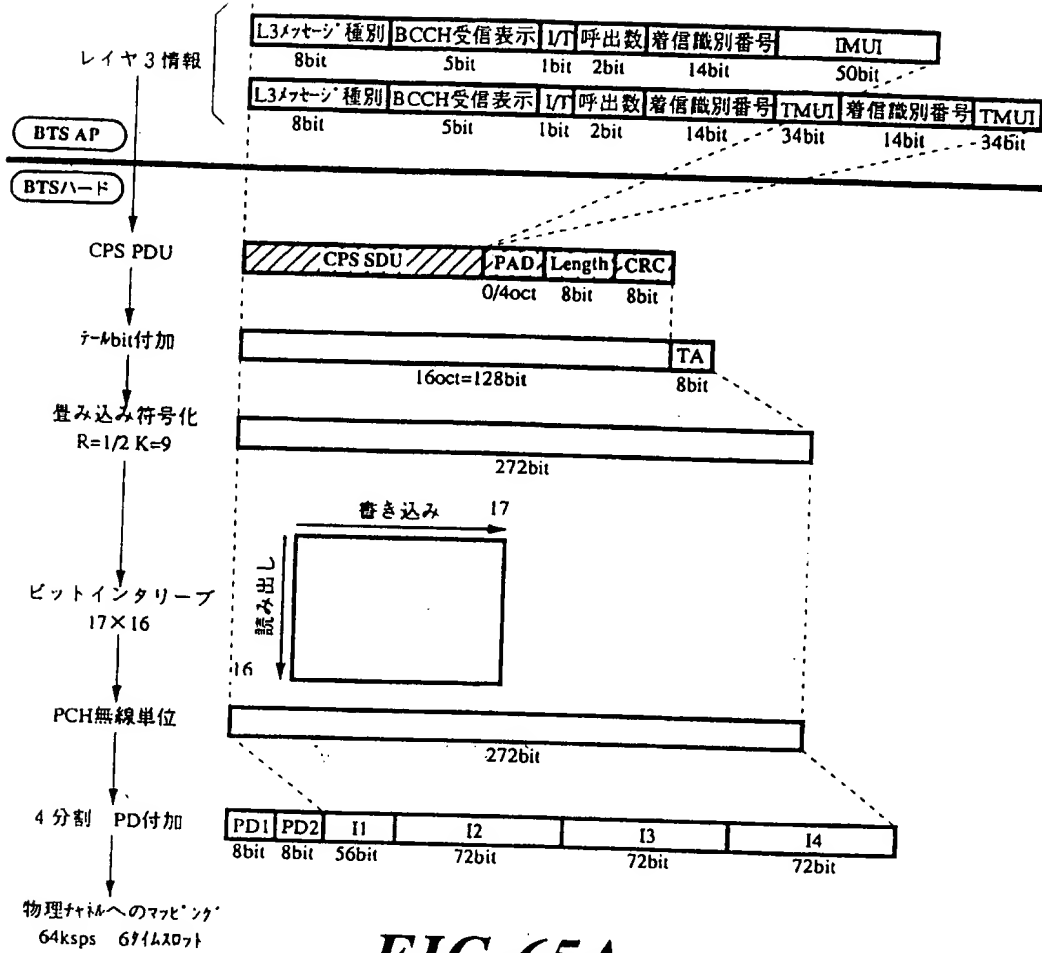 L3メッセージ種別 BCCH受信表示 I/T 呼出数 着信識別番号 IMUI
8bit 5bit 1bit 2bit 14bit 50bit
レイヤ3情報
L3メッセージ種別 BCCH受信表示 I/T 呼出数 着信識別番号 TMUI 着信識別番号 TMUI
8bit 5bit 1bit 2bit 14bit 34bit 14bit 34bit
BTS AP
BTSハード
CPS PDU
CPS SDU PAD Length CRC
0/4oct 8bit 8bit
テールbit付加
TA
16oct=128bit 8bit
畳み込み符号化
R=1/2 K=9
272bit
書き込み 17
読み出し
16
ビットインタリーブ
17×16
PCH無線単位
272bit
4分割 PD付加
PD1 PD2 I1 I2 I3 I4
8bit 8bit 56bit 72bit 72bit 72bit
物理チャネルへのマッピング
64ksps 6タイムスロット
FIG. 65A